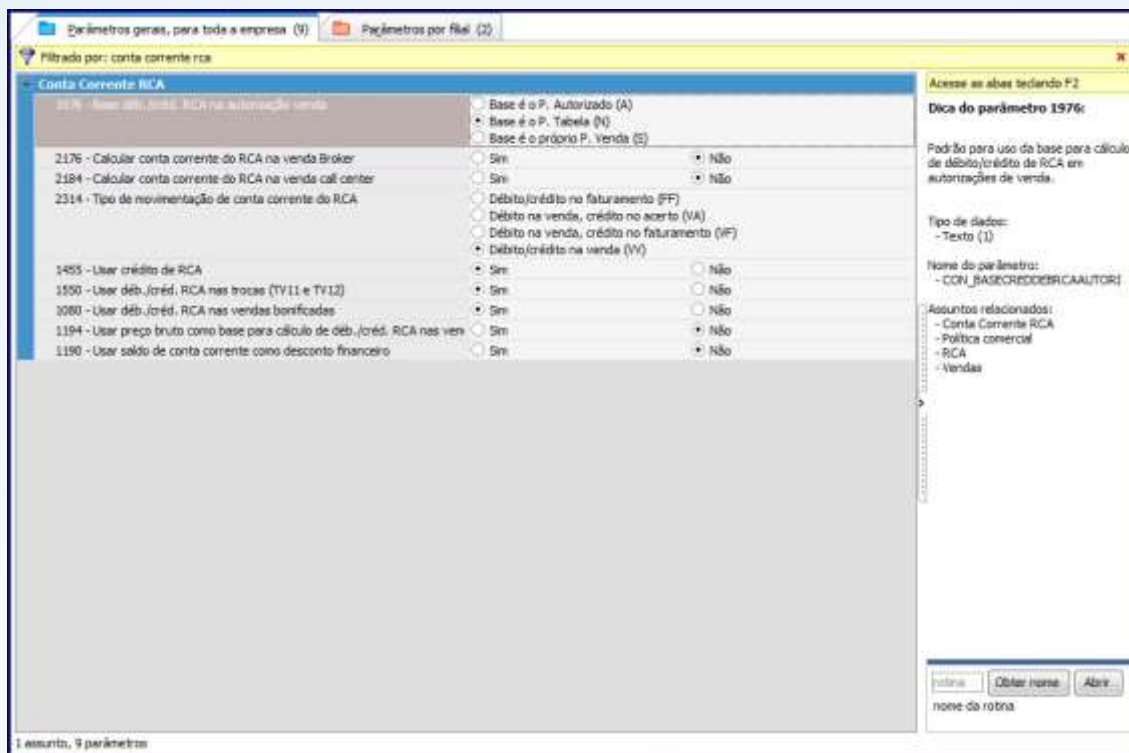 Parâmetros gerais, para toda a empresa (9)
Parâmetros por filial (2)
Filtrado por: conta corrente rca
Conta Corrente RCA
1976 - Base déb./créd. RCA na autorização venda
Base é o P. Autorizado (A)
Base é o P. Tabela (N)
Base é o próprio P. Venda (S)
2176 - Calcular conta corrente do RCA na venda Broker
Sim Não
2184 - Calcular conta corrente do RCA na venda call center
Sim Não
2314 - Tipo de movimentação de conta corrente do RCA
Débito/crédito no faturamento (FF)
Débito na venda, crédito no acerto (VA)
Débito na venda, crédito no faturamento (VF)
Débito/crédito na venda (VV)
1455 - Usar crédito de RCA
Sim Não
1550 - Usar déb./créd. RCA nas trocas (TV11 e TV12)
Sim Não
1080 - Usar déb./créd. RCA nas vendas bonificadas
Sim Não
1194 - Usar preço bruto como base para cálculo de déb./créd. RCA nas ven
Sim Não
1190 - Usar saldo de conta corrente como desconto financeiro
Sim Não
Acesse as abas teclando F2
Dica do parâmetro 1976:
Padrão para uso da base para cálculo
de débito/crédito de RCA em
autorizações de venda.
Tipo de dados:
- Texto (1)
Nome do parâmetro:
- CON_BASECREDDEBRCAAUTORI
Assuntos relacionados:
- Conta Corrente RCA
- Política comercial
- RCA
- Vendas
rotina Obter nome Abrir
nome da rotina
1 assunto, 9 parâmetros